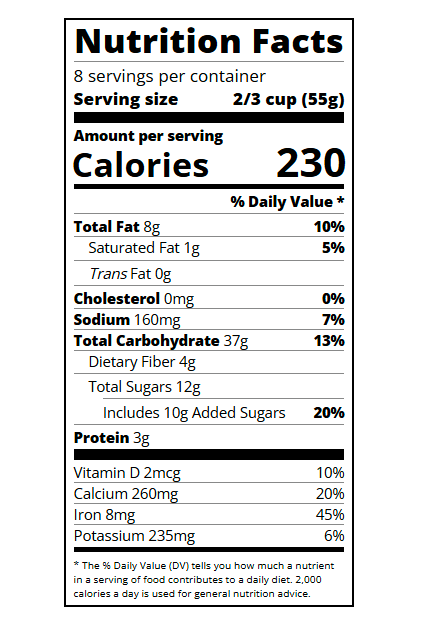 Nutrition Facts
8 servings per container
Serving size 2/3 cup (55g)
Amount per serving
Calories 230
% Daily Value *
Total Fat 8g 10%
Saturated Fat 1g 5%
Trans Fat 0g
Cholesterol 0mg 0%
Sodium 160mg 7%
Total Carbohydrate 37g 13%
Dietary Fiber 4g
Total Sugars 12g
Includes 10g Added Sugars 20%
Protein 3g
Vitamin D 2mcg 10%
Calcium 260mg 20%
Iron 8mg 45%
Potassium 235mg 6%
* The % Daily Value (DV) tells you how much a nutrient
in a serving of food contributes to a daily diet. 2,000
calories a day is used for general nutrition advice.